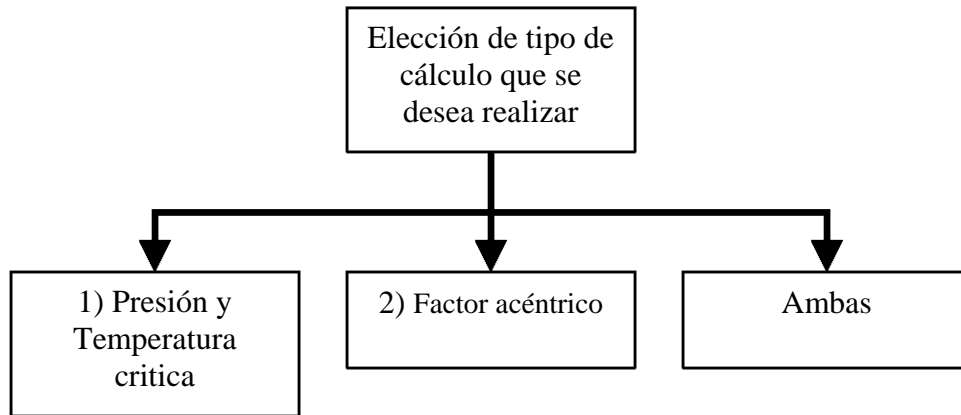 Elección de tipo de
cálculo que se
desea realizar
1) Presión y
Temperatura
critica
2) Factor acéntrico
Ambas